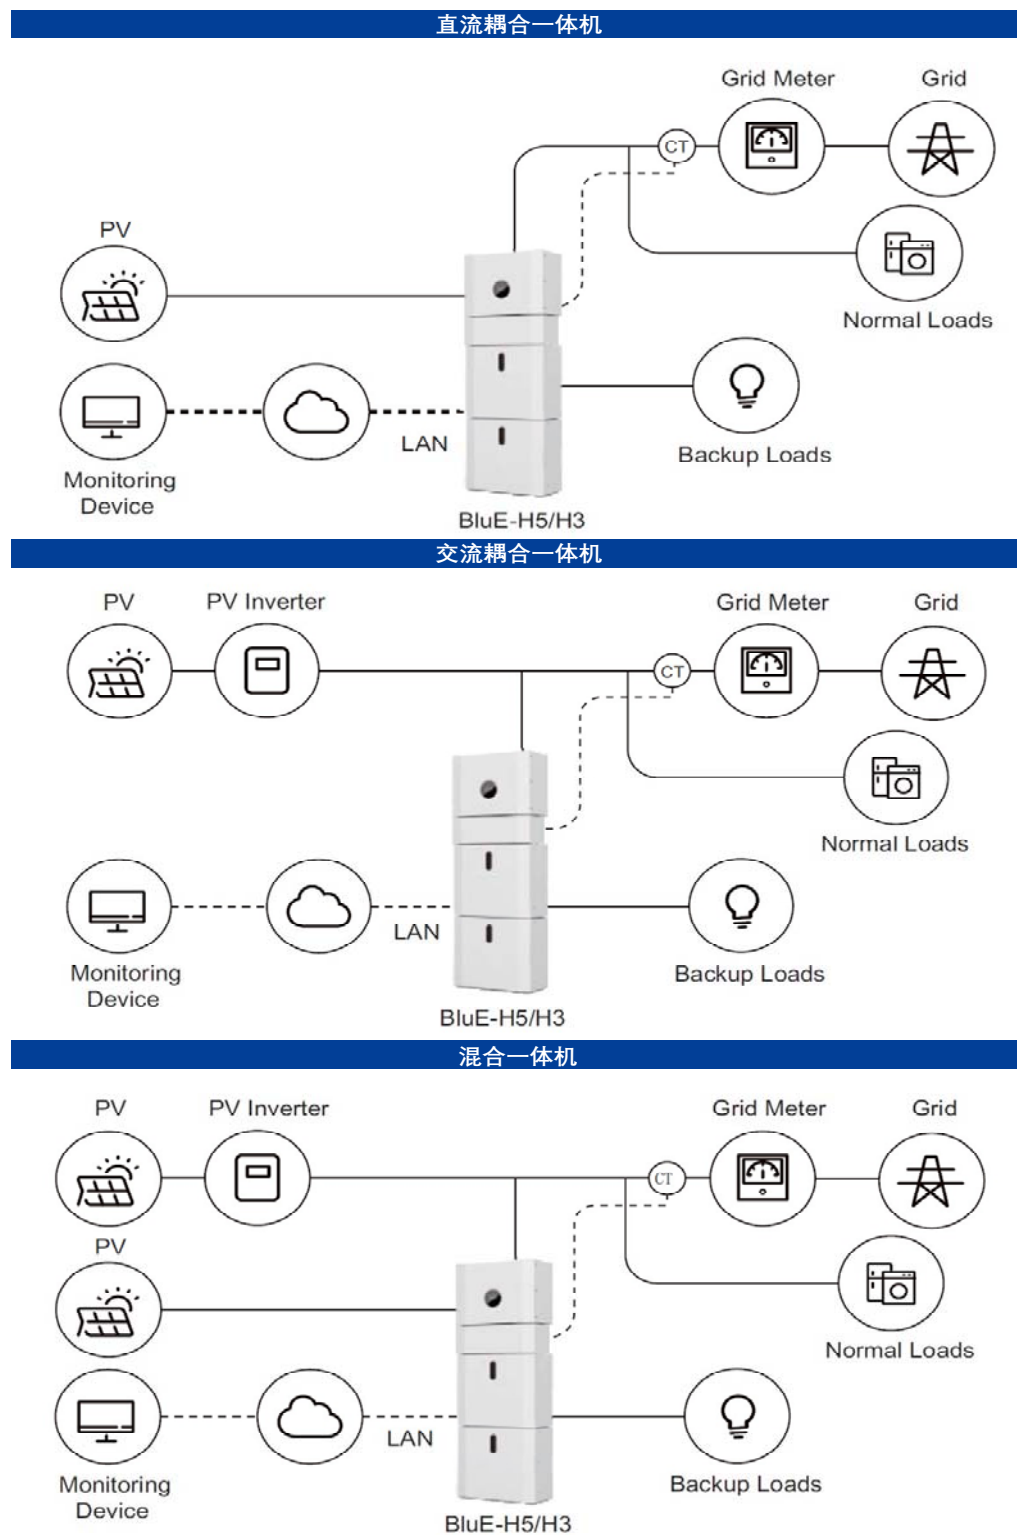 直流耦合一体机
Grid Meter
Grid
CT
PV
Normal Loads
LAN
Backup Loads
Monitoring
Device
BluE-H5/H3
交流耦合一体机
PV
PV Inverter
Grid Meter
Grid
CT
Normal Loads
LAN
Monitoring
Device
Backup Loads
BluE-H5/H3
混合一体机
PV
PV Inverter
Grid Meter
Grid
CT
PV
Normal Loads
LAN
Monitoring
Device
Backup Loads
BluE-H5/H3